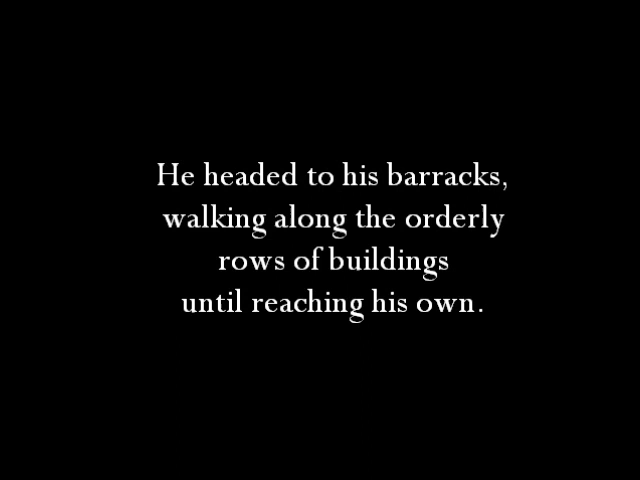 He headed to his barracks,
walking along the orderly
rows of buildings
until reaching his own.